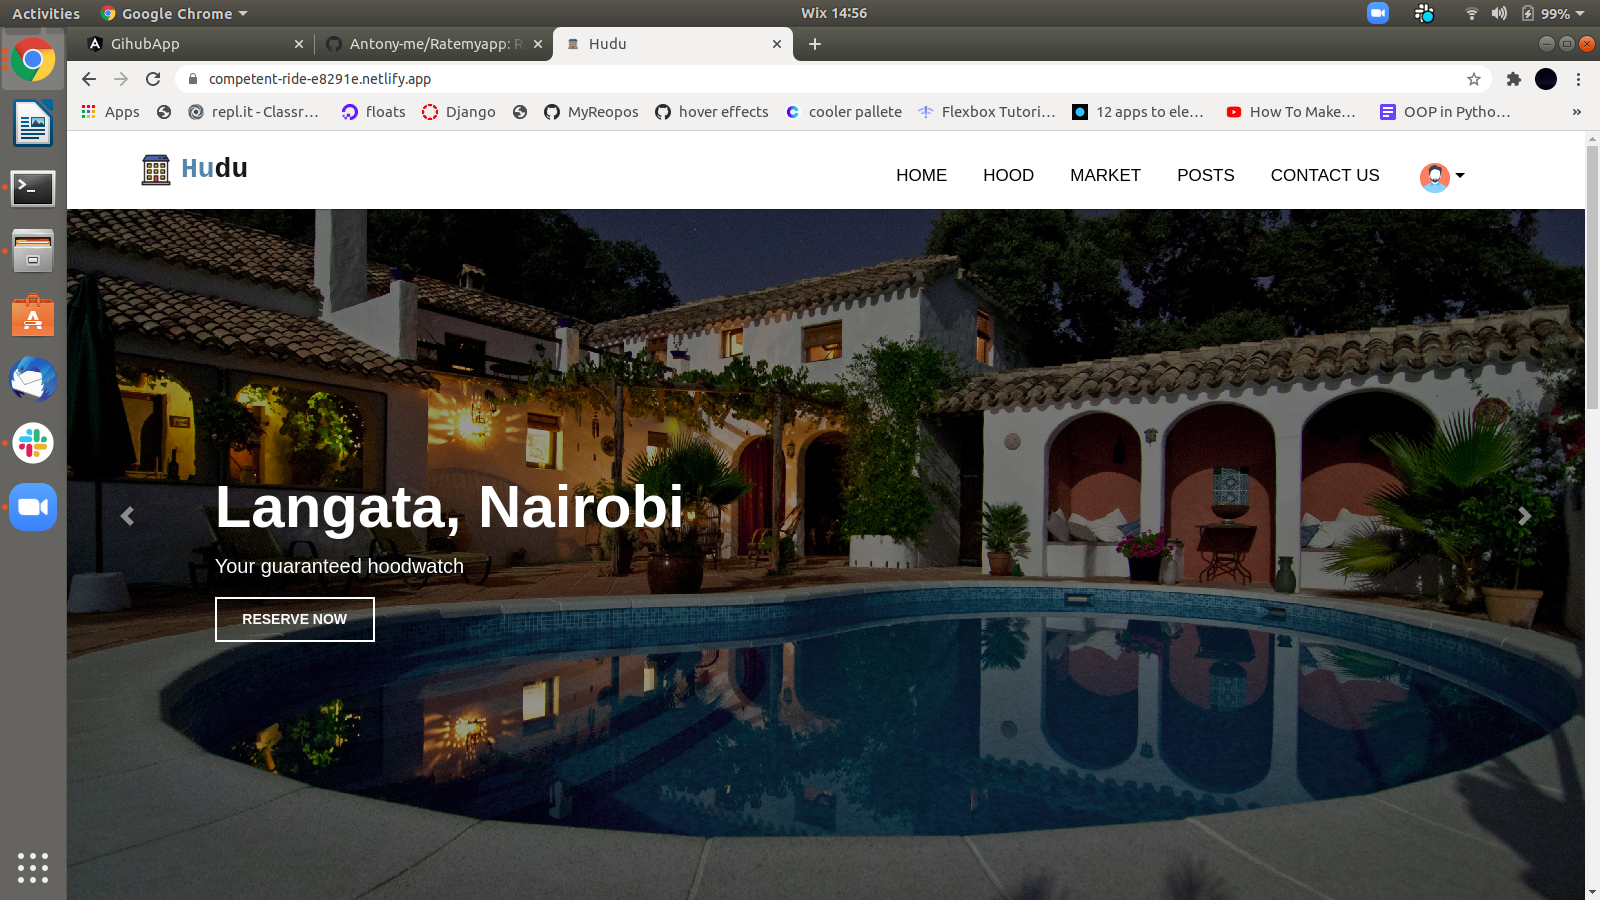 Activities Google Chrome Wix 14:56 99%
GihubApp Antony-me/Ratemyapp: R Hudu
competent-ride-e8291e.netlify.app
Apps repl.it - Classr… floats Django MyReopos hover effects cooler pallete Flexbox Tutori… 12 apps to ele… How To Make… OOP in Pytho… »
Hudu
HOME HOOD MARKET POSTS CONTACT US
Langata, Nairobi
Your guaranteed hoodwatch
RESERVE NOW